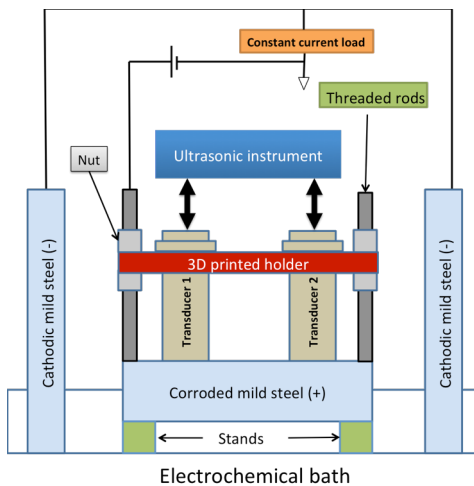 Constant current load
Threaded rods
Ultrasonic instrument
Nut
3D printed holder
Cathodic mild steel (-)
Transducer 1
Transducer 2
Cathodic mild steel (-)
Corroded mild steel (+)
Stands
Electrochemical bath